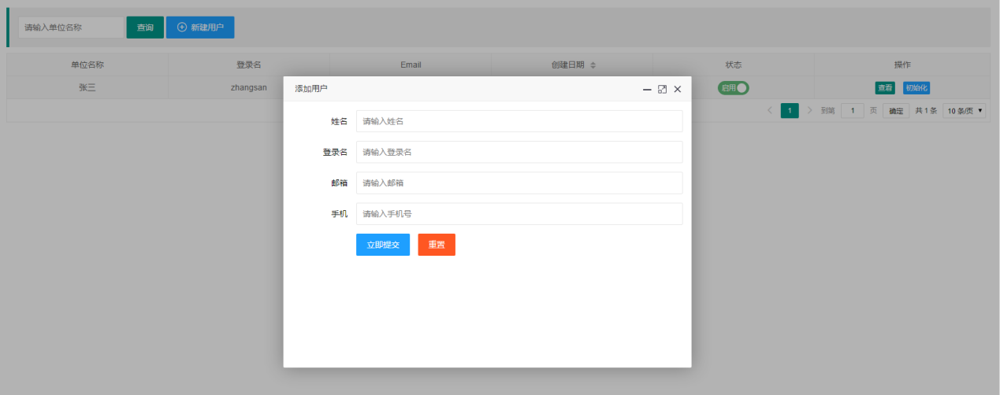 请输入单位名称 查询 新建用户
单位名称 登录名 Email 创建日期 状态 操作
张三 zhangsan 启用 查看 初始化
1 到第 1 页 确定 共 1 条 10 条/页
添加用户
姓名 请输入姓名
登录名 请输入登录名
邮箱 请输入邮箱
手机 请输入手机号
立即提交 重置